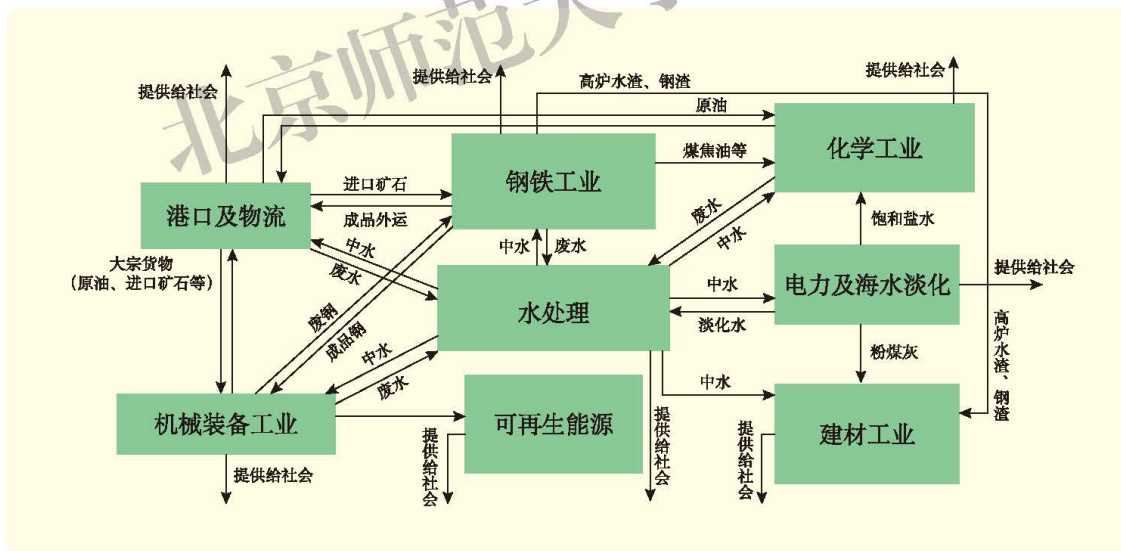 北京师范大学
提供给社会
提供给社会
高炉水渣、钢渣
提供给社会
原油
钢铁工业
煤焦油等
化学工业
港口及物流
进口矿石
成品外运
废水
中水
饱和盐水
中水
废水
中水
废水
大宗货物
(原油、进口矿石等)
水处理
中水
淡化水
电力及海水淡化
提供给社会
废钢
成品钢
中水
废水
粉煤灰
高炉水渣、钢渣
机械装备工业
可再生能源
中水
建材工业
提供给社会
提供给社会
提供给社会
提供给社会